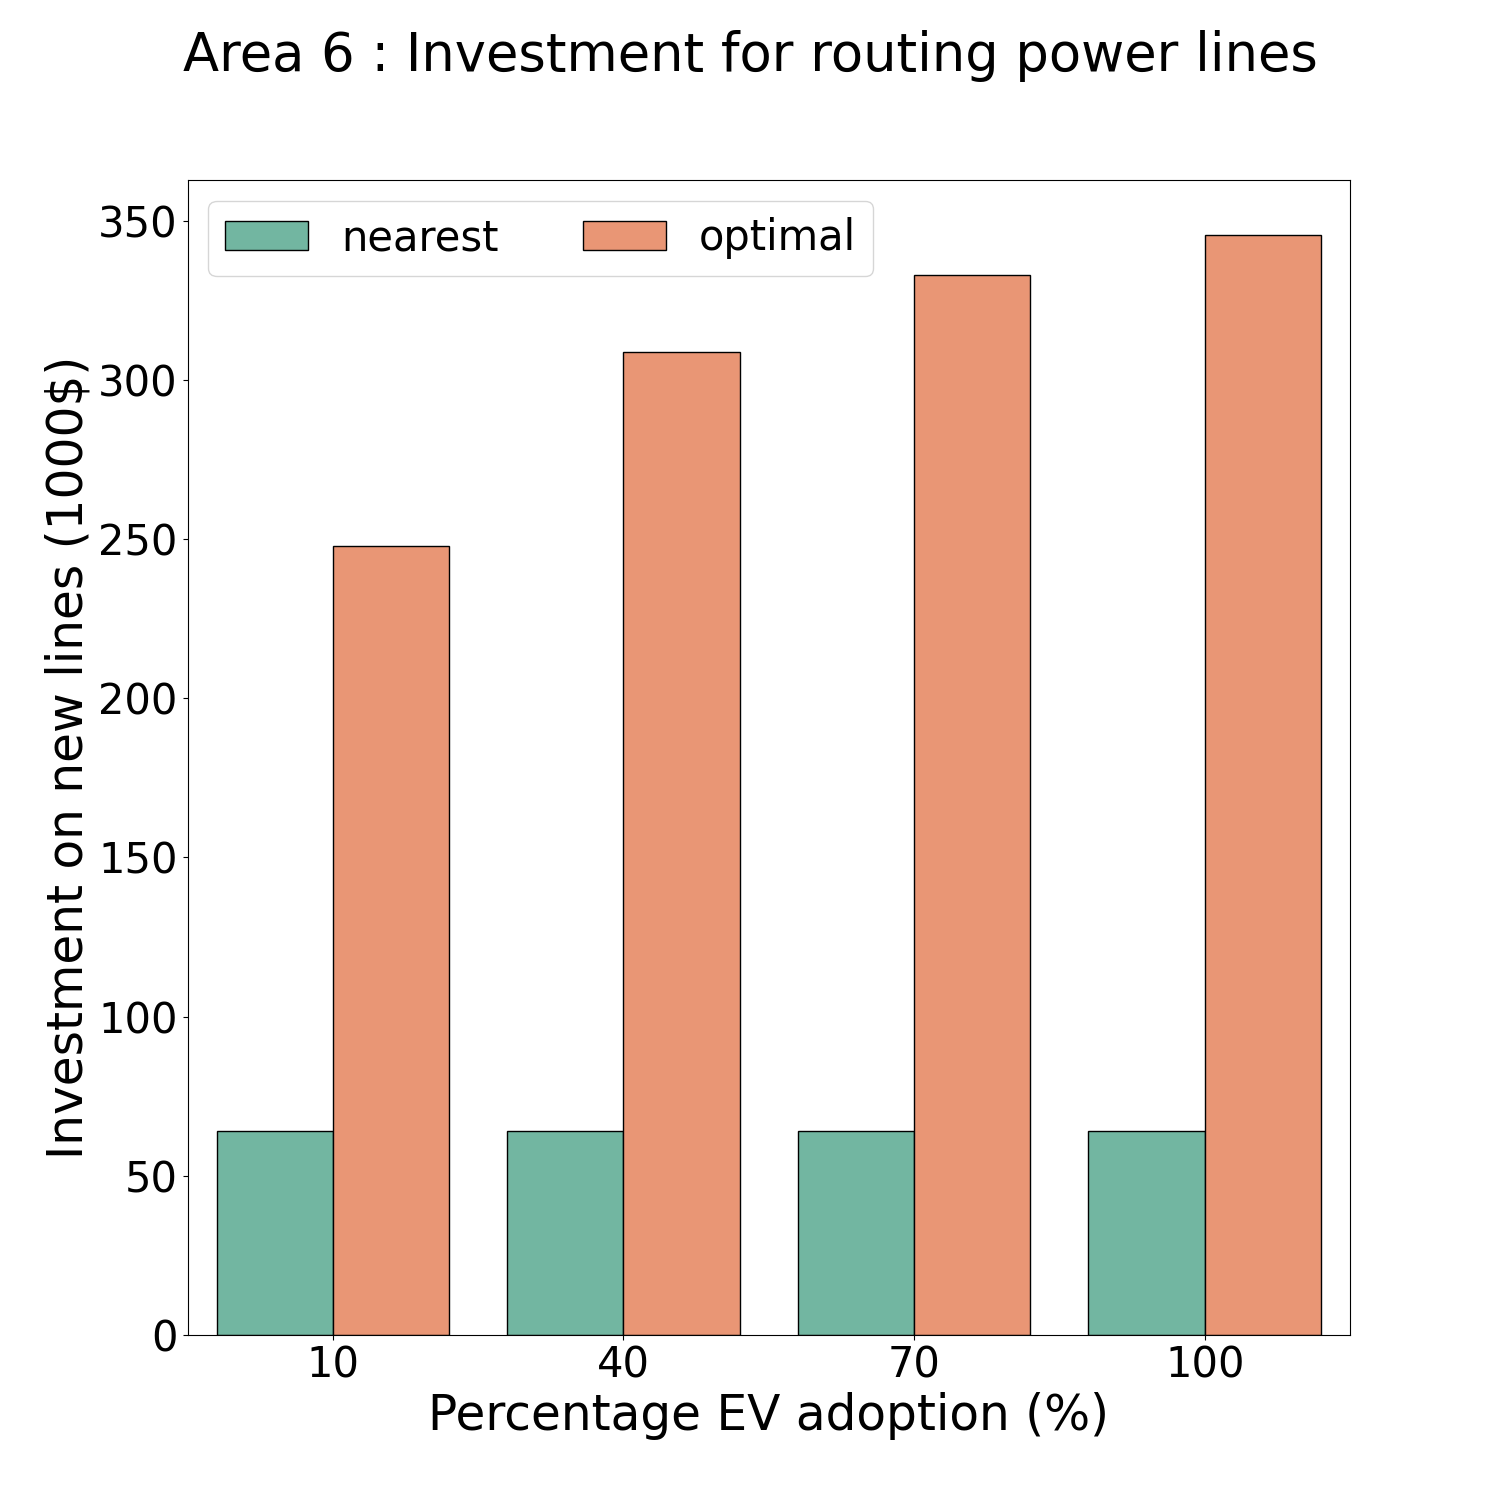 Area 6 : Investment for routing power lines
nearest optimal
Investment on new lines (1000$)
350
300
250
200
150
100
50
0
10 40 70 100
Percentage EV adoption (%)